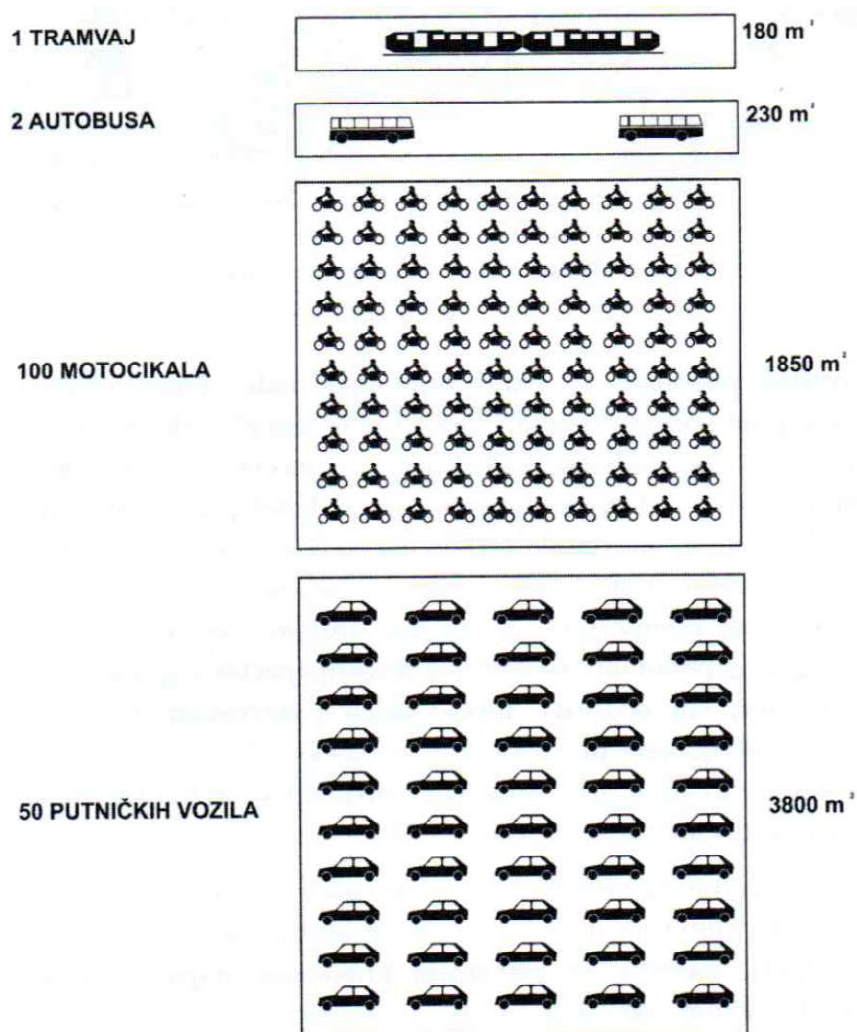 1 TRAMVAJ 180 m²
2 AUTOBUSA 230 m²
100 MOTOCIKALA 1850 m²
50 PUTNIČKIH VOZILA 3800 m²